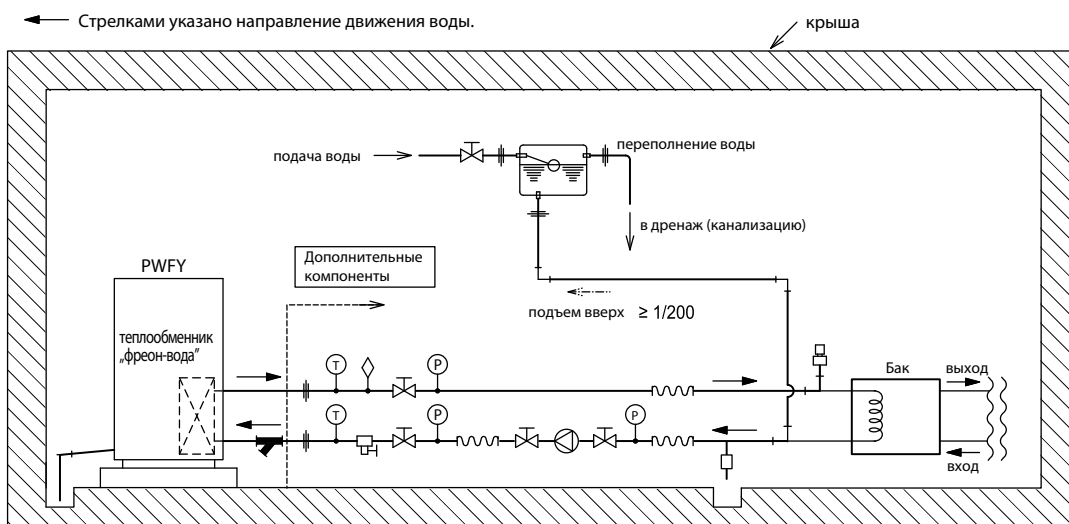 Стрелками указано направление движения воды.
крыша
подача воды
переполнение воды
в дренаж (канализацию)
PWFY
Дополнительные
компоненты
подъем вверх ≥ 1/200
теплообменник
„фреон-вода”
T
P
Бак
выход
T
P
P
вход